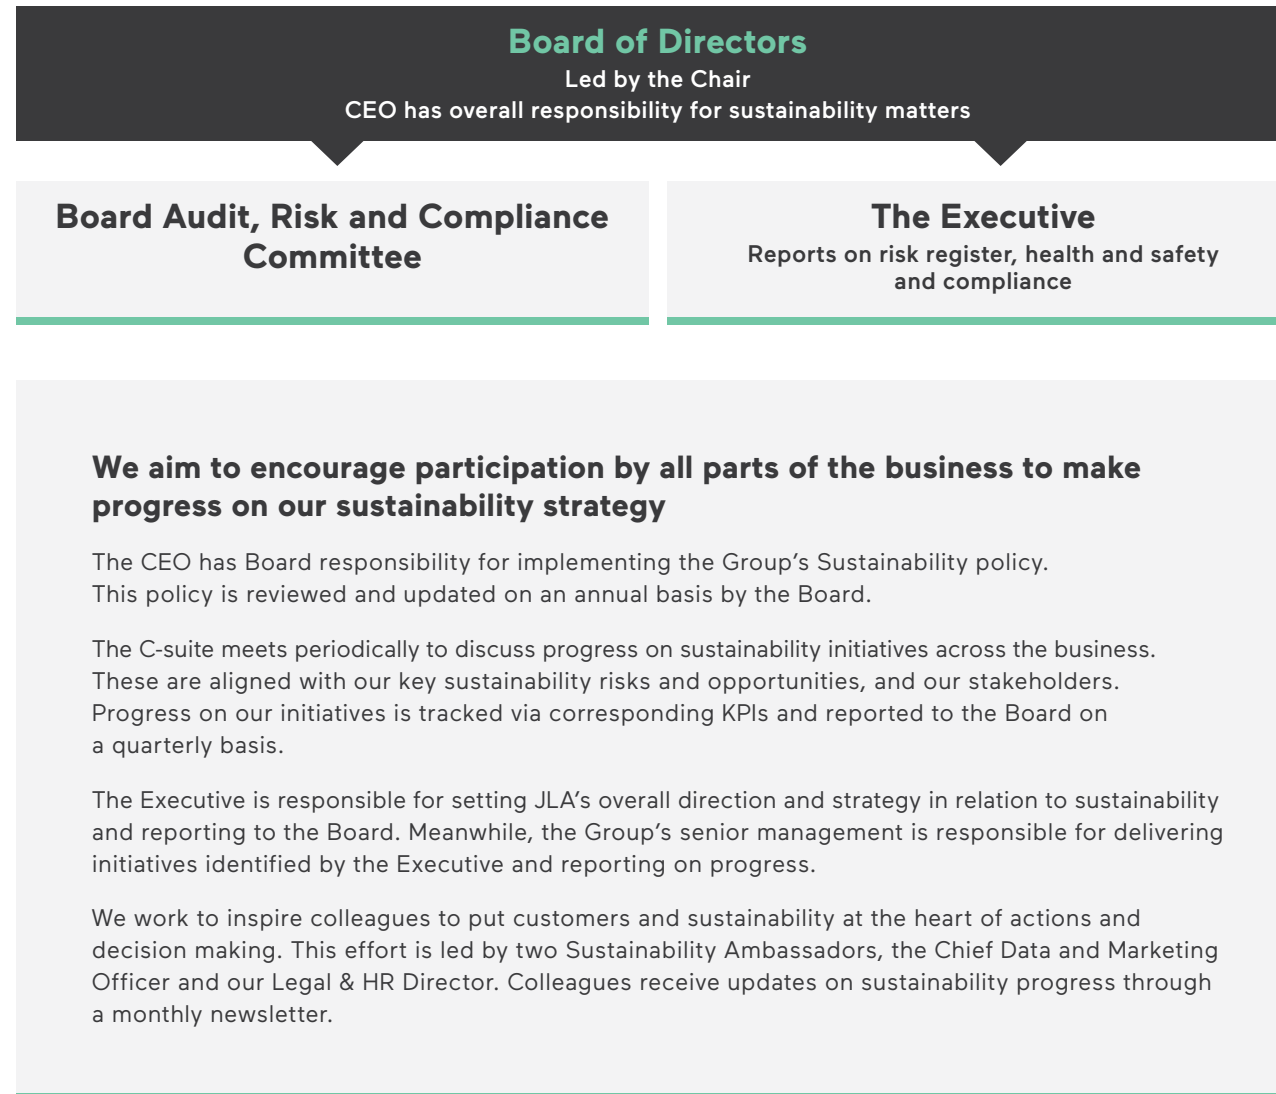 Board of Directors
Led by the Chair
CEO has overall responsibility for sustainability matters
Board Audit, Risk and Compliance
Committee
The Executive
Reports on risk register, health and safety
and compliance
We aim to encourage participation by all parts of the business to make
progress on our sustainability strategy
The CEO has Board responsibility for implementing the Group’s Sustainability policy.
This policy is reviewed and updated on an annual basis by the Board.
The C-suite meets periodically to discuss progress on sustainability initiatives across the business.
These are aligned with our key sustainability risks and opportunities, and our stakeholders.
Progress on our initiatives is tracked via corresponding KPIs and reported to the Board on
a quarterly basis.
The Executive is responsible for setting JLA’s overall direction and strategy in relation to sustainability
and reporting to the Board. Meanwhile, the Group’s senior management is responsible for delivering
initiatives identified by the Executive and reporting on progress.
We work to inspire colleagues to put customers and sustainability at the heart of actions and
decision making. This effort is led by two Sustainability Ambassadors, the Chief Data and Marketing
Officer and our Legal & HR Director. Colleagues receive updates on sustainability progress through
a monthly newsletter.